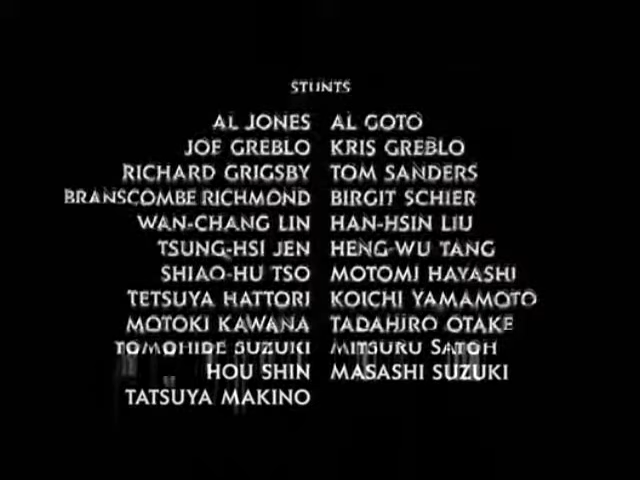 STUNTS
AL JONES AL GOTO
JOE GREBLO KRIS GREBLO
RICHARD GRIGSBY TOM SANDERS
BRANSCOMBE RICHMOND BIRGIT SCHIER
WAN-CHANG LIN HAN-HSIN LIU
TSUNG-HSI JEN HENG-WU TANG
SHIAO-HU TSO MOTOMI HAYASHI
TETSUYA HATTORI KOICHI YAMAMOTO
MOTOKI KAWANA TADAHIRO OTAKE
TOMOHIDE SUZUKI MITSURU SATOH
HOU SHIN MASASHI SUZUKI
TATSUYA MAKINO